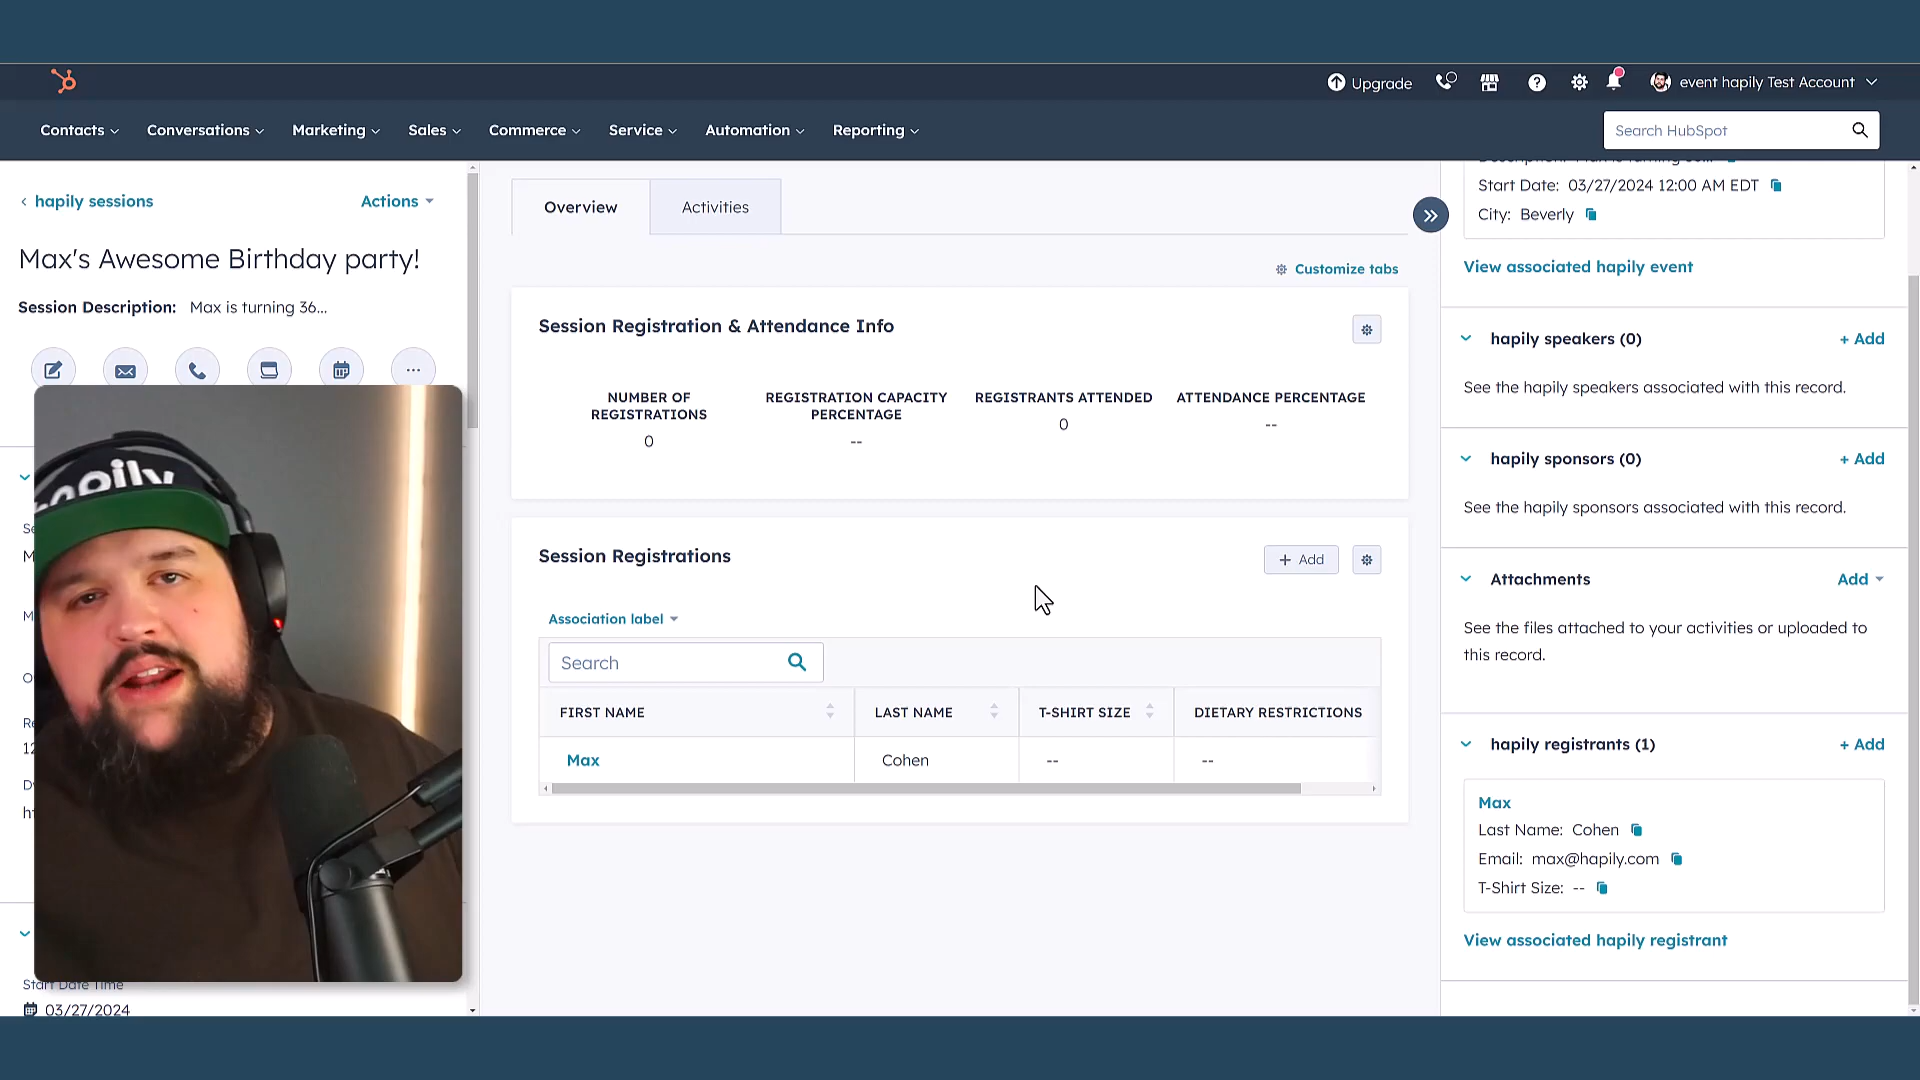 Upgrade
event hapily Test Account
Contacts
Conversations
Marketing
Sales
Commerce
Service
Automation
Reporting
Search HubSpot
hapily sessions
Actions
Max's Awesome Birthday party!
Session Description: Max is turning 36...
Start Date Time
03/27/2024
Overview
Activities
Customize tabs
Session Registration & Attendance Info
NUMBER OF
REGISTRATIONS
0
REGISTRATION CAPACITY
PERCENTAGE
--
REGISTRANTS ATTENDED
0
ATTENDANCE PERCENTAGE
--
Session Registrations
+ Add
Association label
Search
FIRST NAME
LAST NAME
T-SHIRT SIZE
DIETARY RESTRICTIONS
Max
Cohen
--
--
Start Date: 03/27/2024 12:00 AM EDT
City: Beverly
View associated hapily event
hapily speakers (0)
+ Add
See the hapily speakers associated with this record.
hapily sponsors (0)
+ Add
See the hapily sponsors associated with this record.
Attachments
Add
See the files attached to your activities or uploaded to
this record.
hapily registrants (1)
+ Add
Max
Last Name: Cohen
Email: max@hapily.com
T-Shirt Size: --
View associated hapily registrant